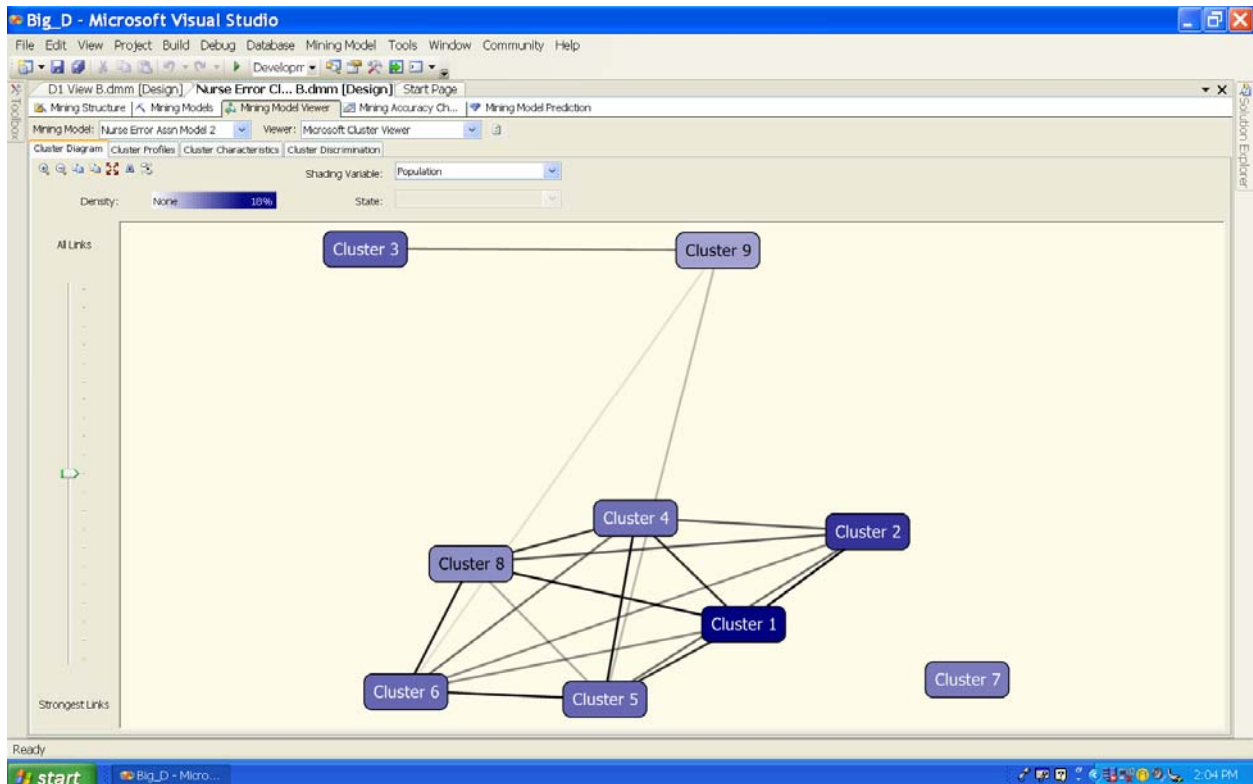 Big_D - Microsoft Visual Studio
File Edit View Project Build Debug Database Mining Model Tools Window Community Help
Developm
D1 View B.dmm [Design] Nurse Error Cl... B.dmm [Design] Start Page
Toolbox
Solution Explorer
Mining Structure Mining Models Mining Model Viewer Mining Accuracy Ch... Mining Model Prediction
Mining Model: Nurse Error Assn Model 2 Viewer: Microsoft Cluster Viewer
Cluster Diagram Cluster Profiles Cluster Characteristics Cluster Discrimination
Shading Variable: Population
Density: None 18% State:
All Links
Cluster 3 Cluster 9
Cluster 4
Cluster 2
Cluster 8
Cluster 1
Cluster 7
Cluster 6
Cluster 5
Strongest Links
Ready
start Big_D - Micro... 2:04 PM